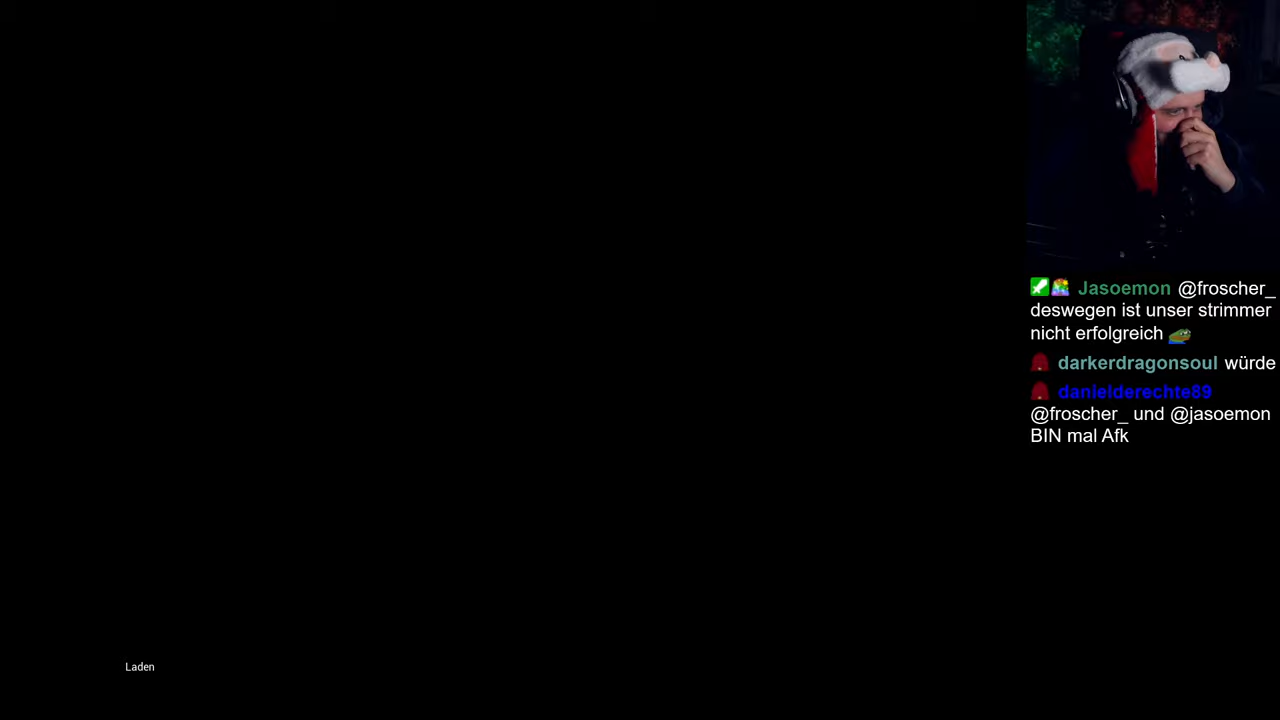 Jasoemon @froscher_
deswegen ist unser strimmer
nicht erfolgreich
darkerdragonsoul würde
danielderechte89
@froscher_ und @jasoemon
BIN mal Afk
Laden